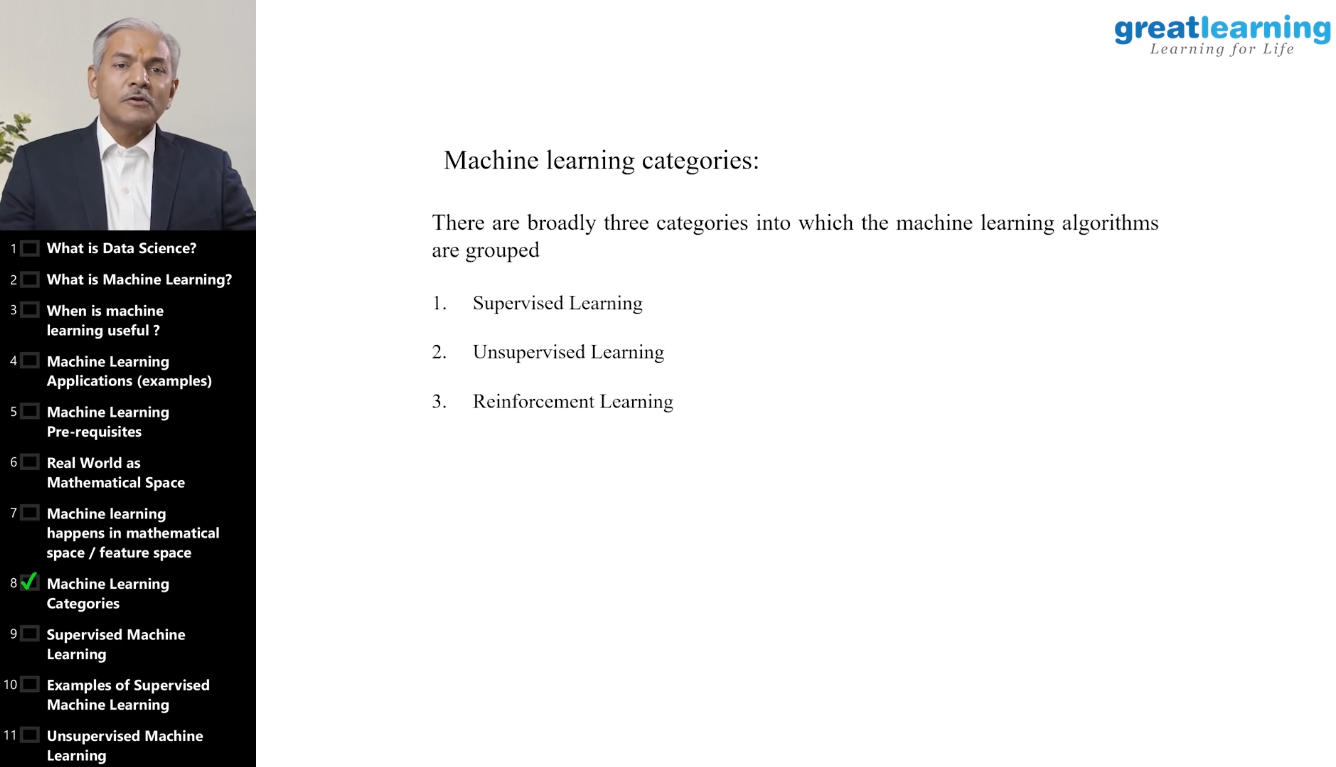 greatlearning
Learning for Life
Machine learning categories:
There are broadly three categories into which the machine learning algorithms
are grouped
1. Supervised Learning
2. Unsupervised Learning
3. Reinforcement Learning
1 What is Data Science?
2 What is Machine Learning?
3 When is machine
learning useful ?
4 Machine Learning
Applications (examples)
5 Machine Learning
Pre-requisites
6 Real World as
Mathematical Space
7 Machine learning
happens in mathematical
space / feature space
8 Machine Learning
Categories
9 Supervised Machine
Learning
10 Examples of Supervised
Machine Learning
11 Unsupervised Machine
Learning